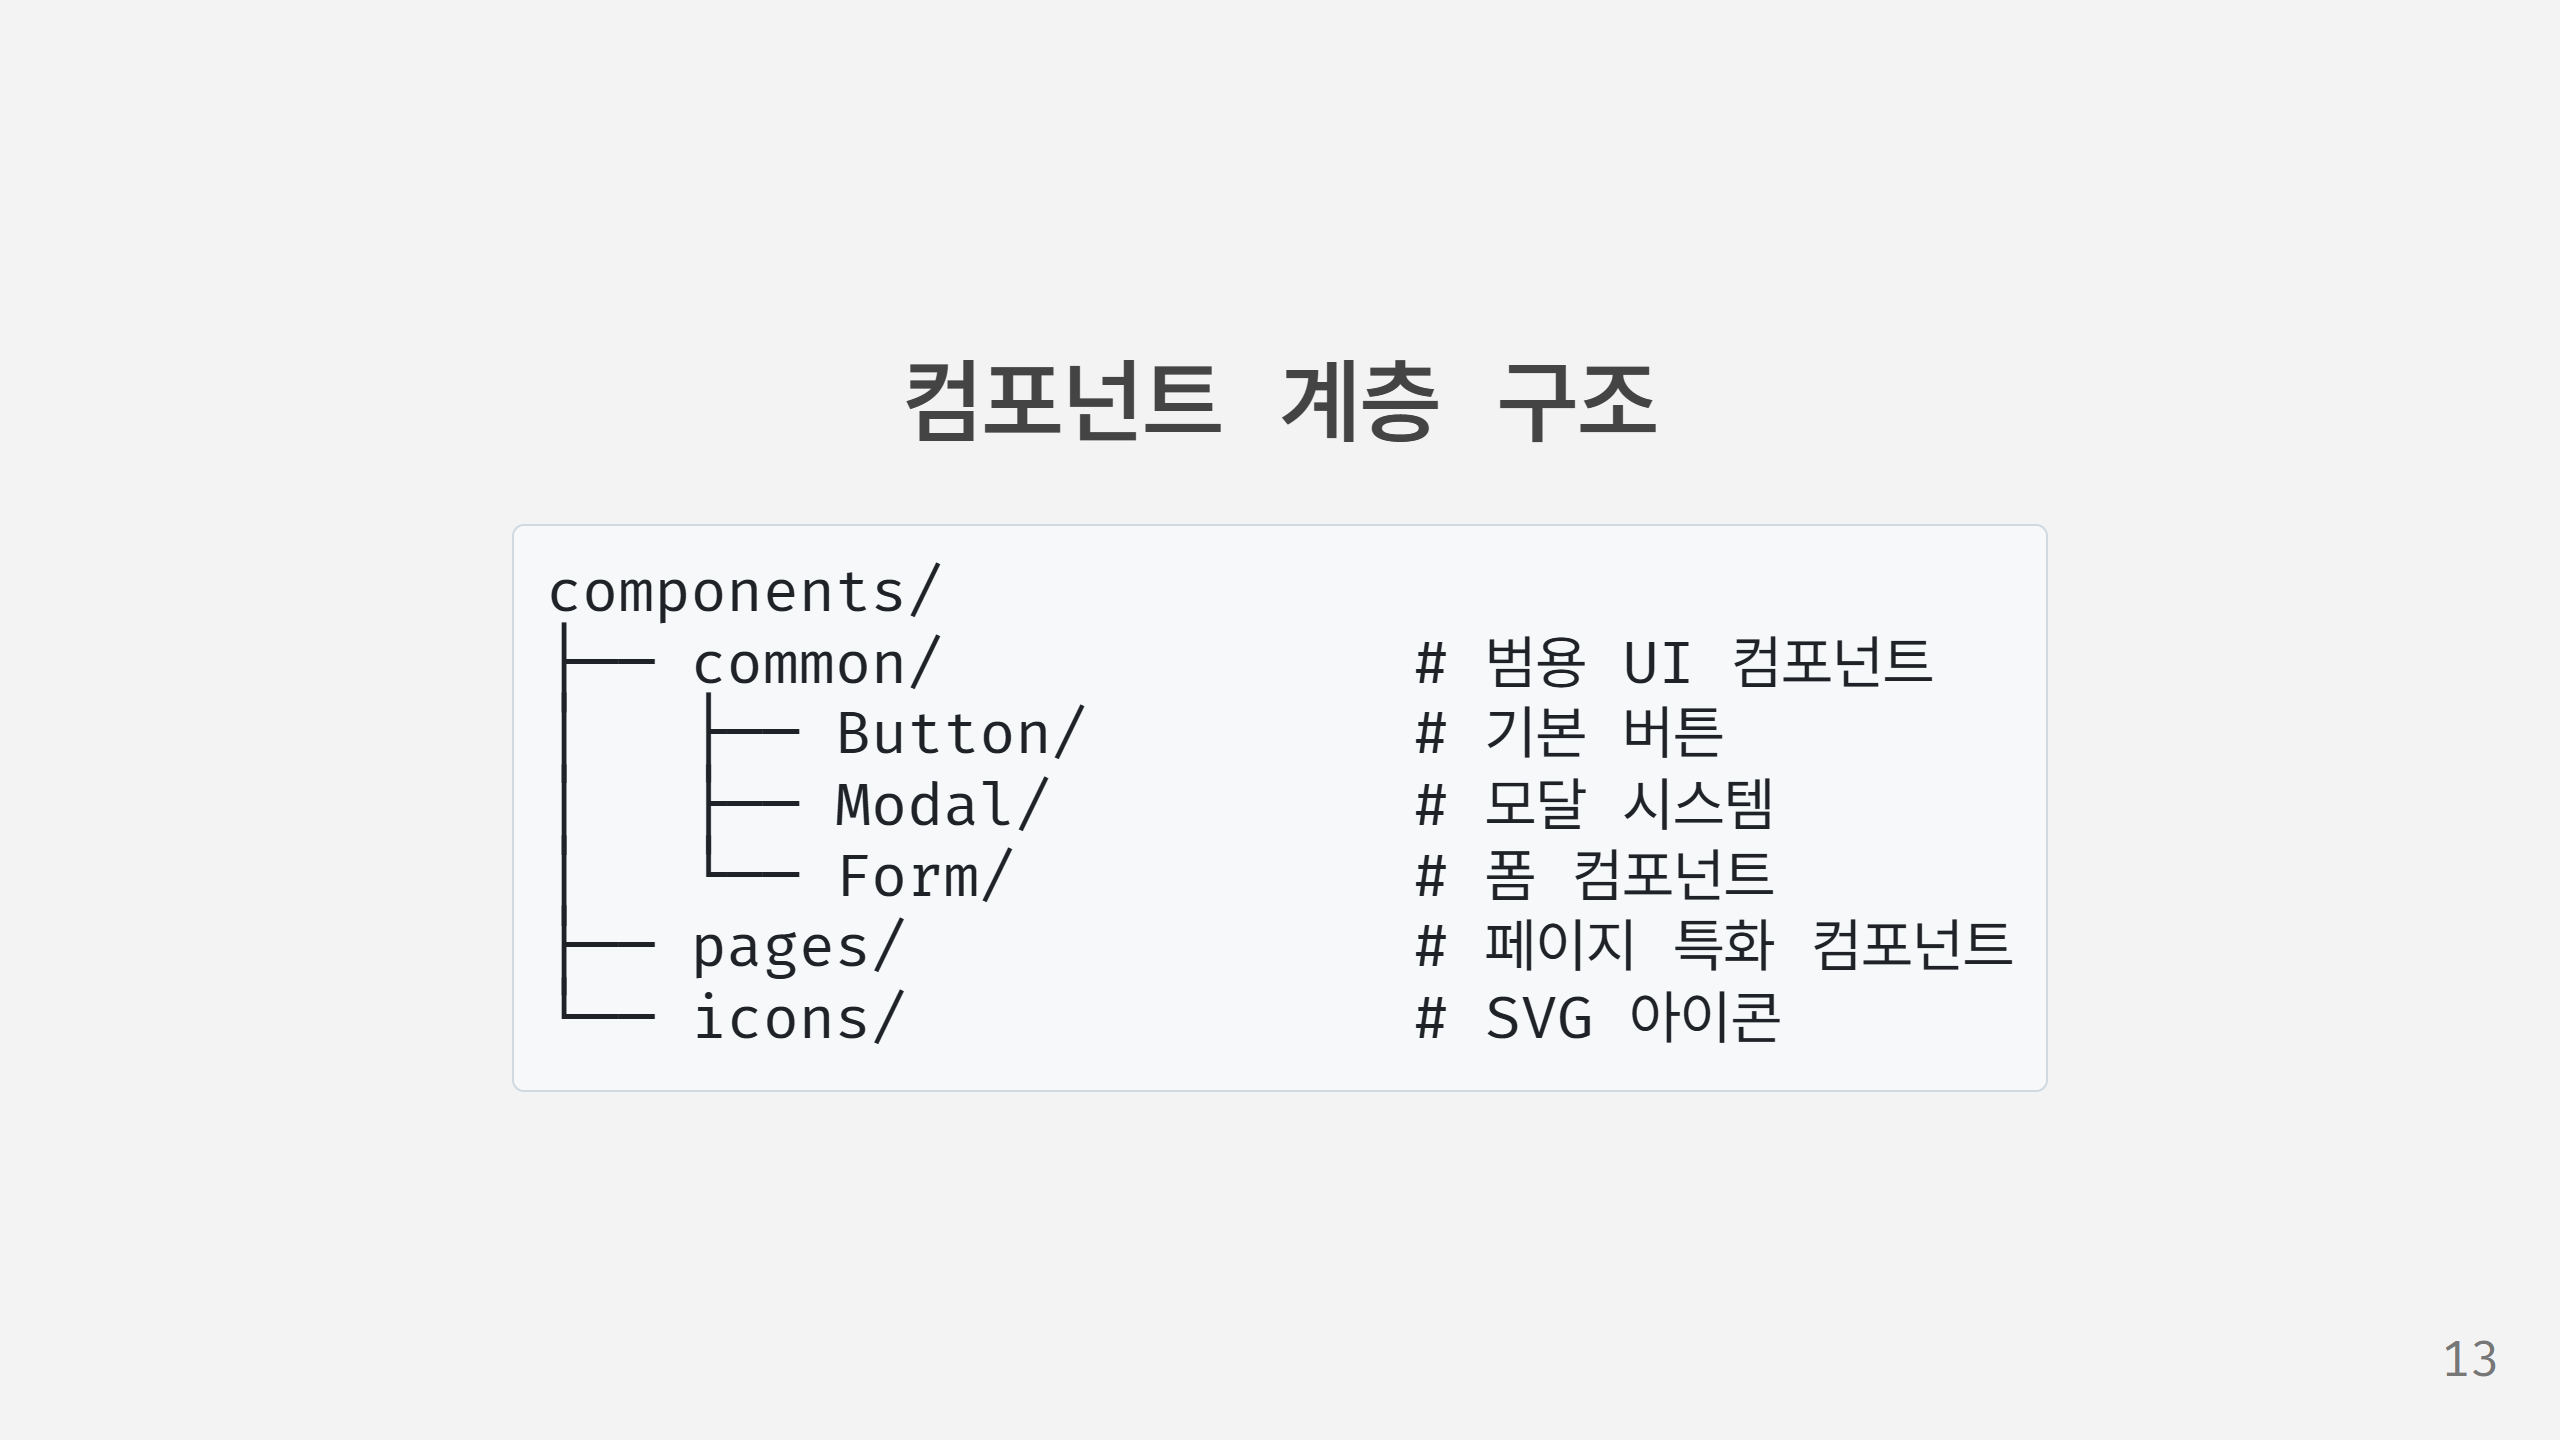 컴포넌트 계층 구조
components/
├── common/             # 범용 UI 컴포넌트
│   ├── Button/         # 기본 버튼
│   ├── Modal/          # 모달 시스템
│   └── Form/           # 폼 컴포넌트
├── pages/              # 페이지 특화 컴포넌트
└── icons/              # SVG 아이콘
13